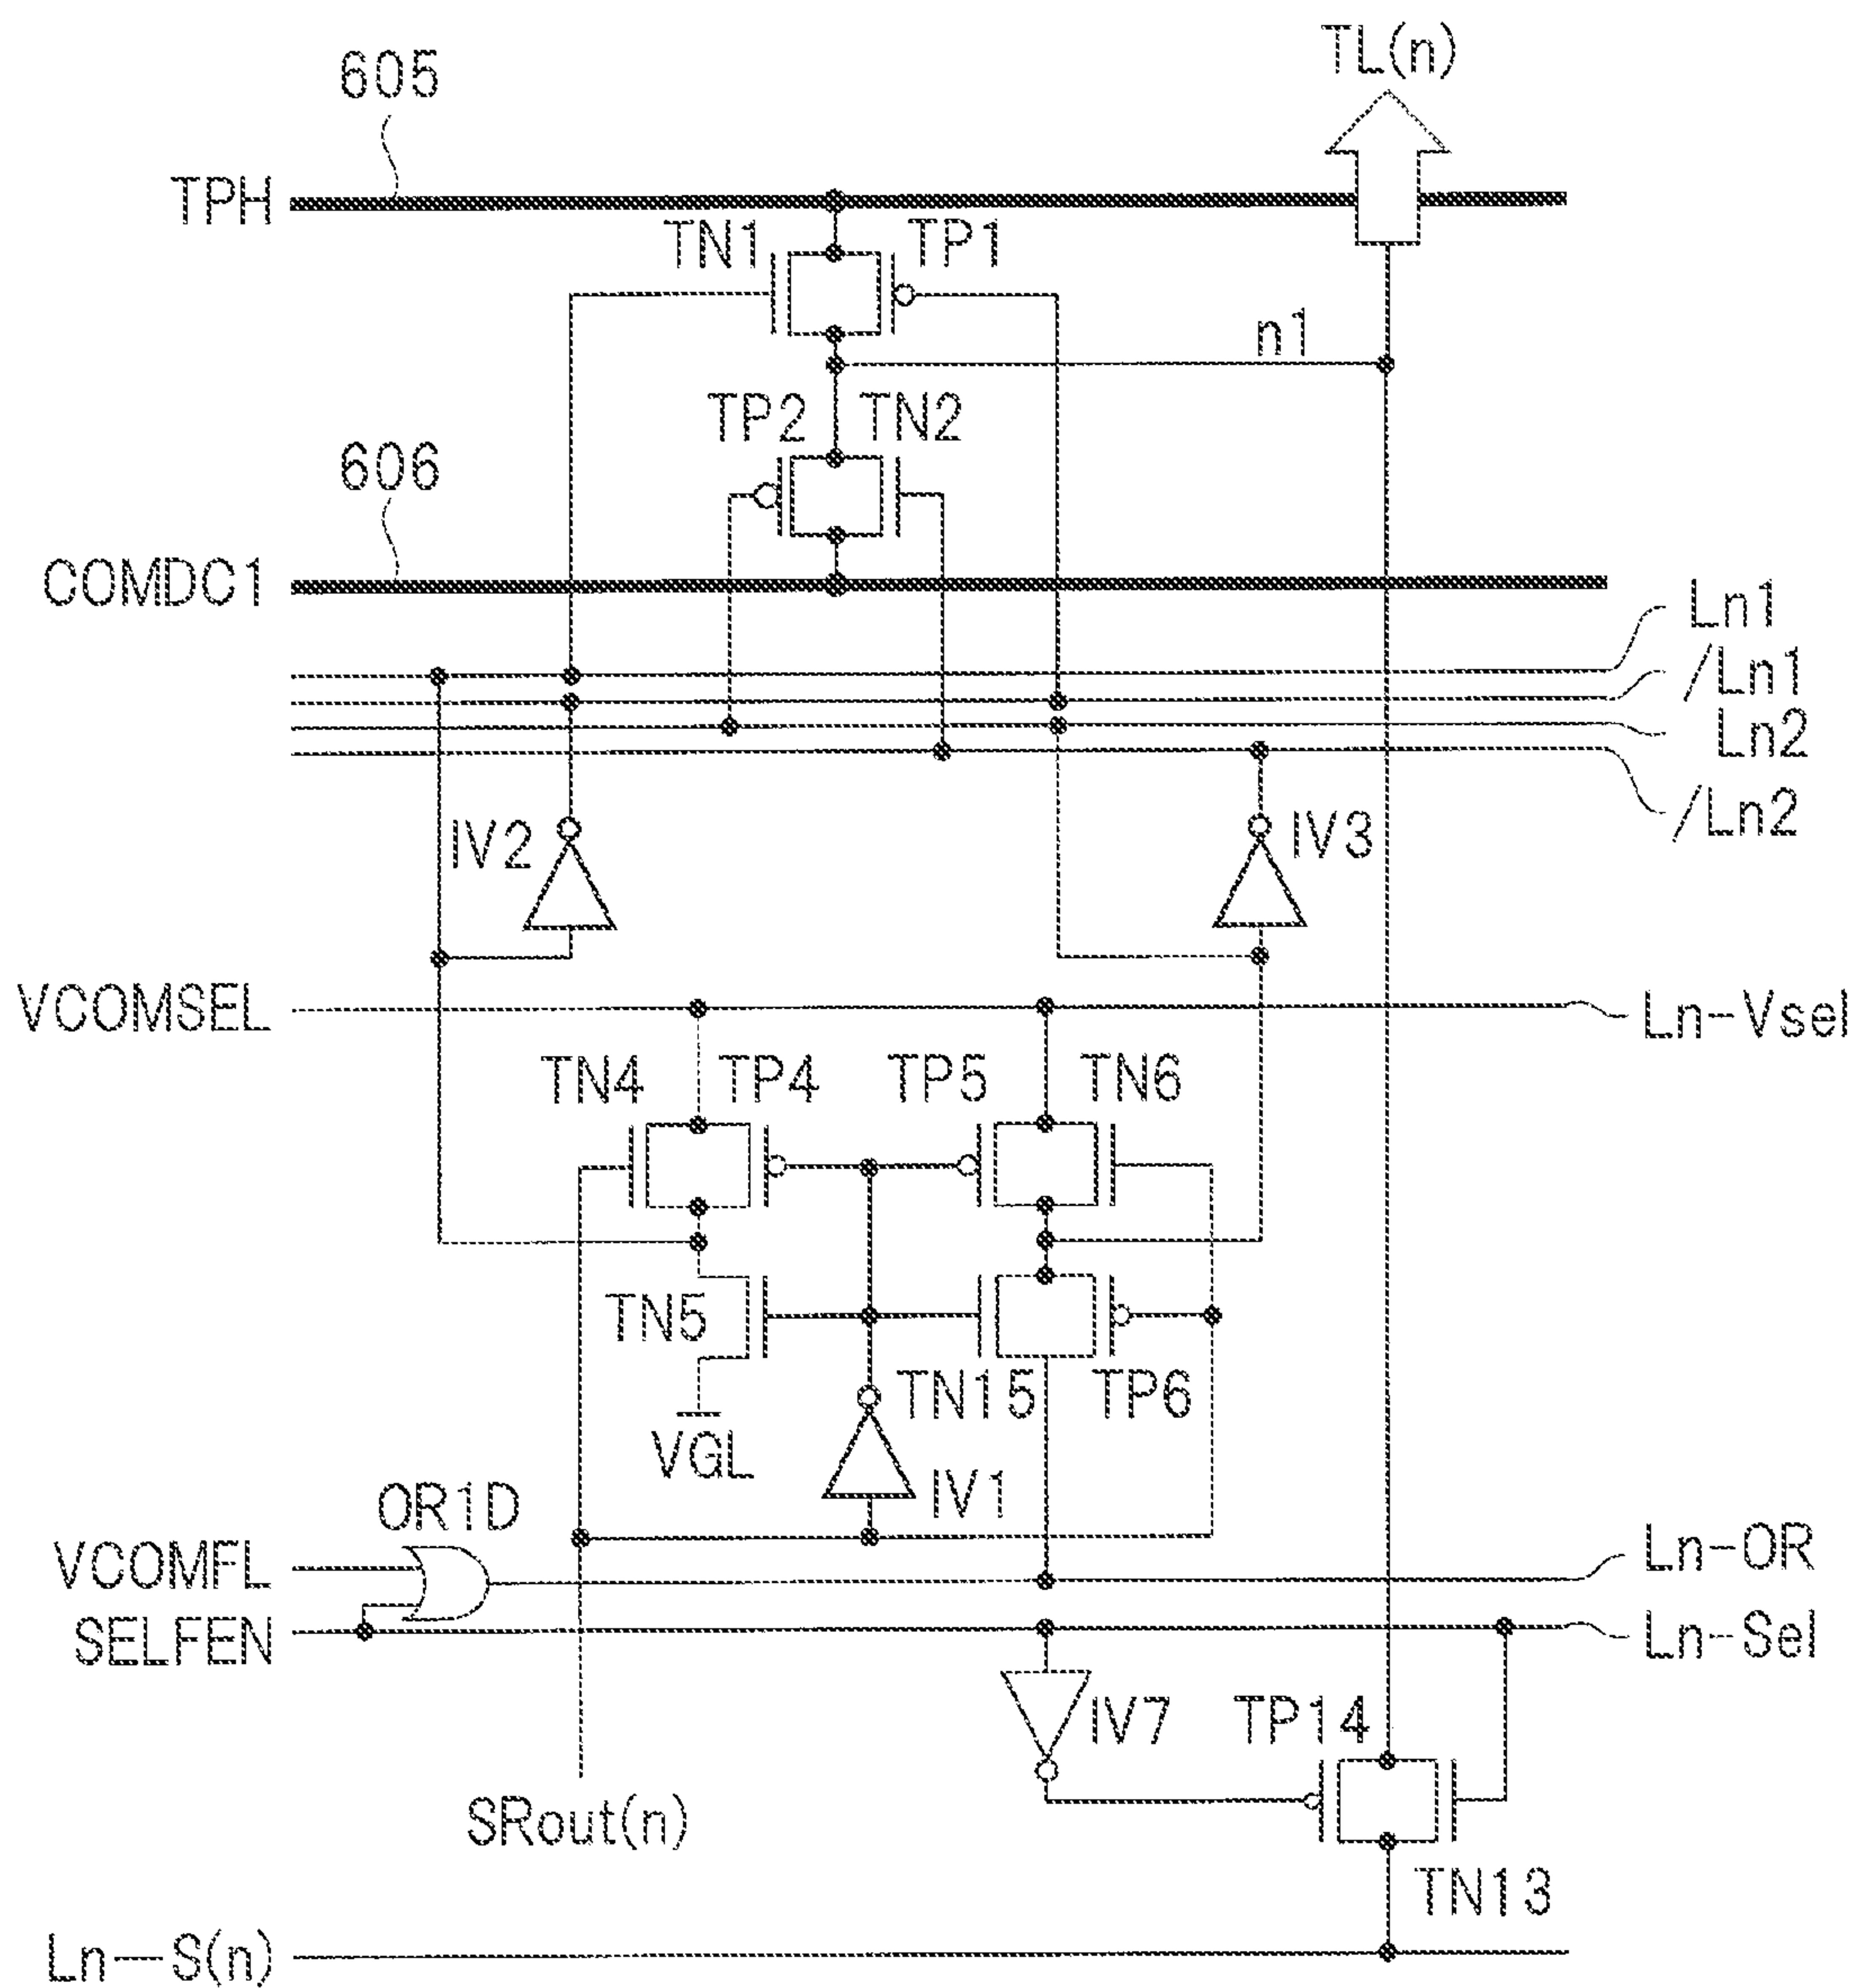 TL(n)
605
TPH
TN1 TP1
n1
TP2 TN2
606
COMDC1
Ln1
/Ln1
Ln2
/Ln2
IV2
IV3
VCOMSEL
Ln-Vsel
TN4 TP4 TP5 TN6
TN5
TN15 TP6
VGL
IV1
OR1D
VCOMFL
Ln-OR
SELFEN
Ln-Sel
IV7
TP14
SRout(n)
TN13
Ln-S(n)